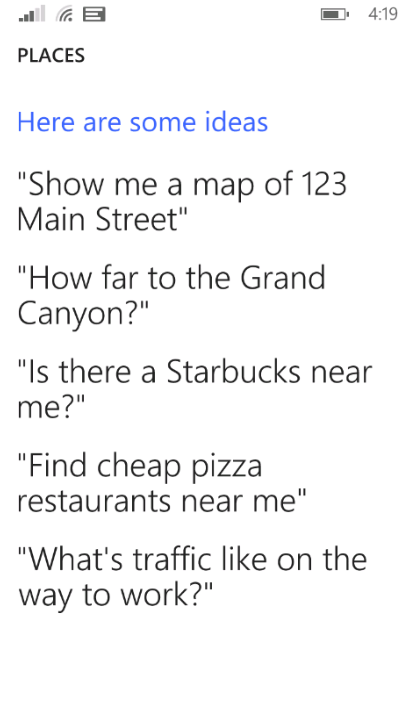 4:19
PLACES
Here are some ideas
"Show me a map of 123
Main Street"
"How far to the Grand
Canyon?"
"Is there a Starbucks near
me?"
"Find cheap pizza
restaurants near me"
"What's traffic like on the
way to work?"